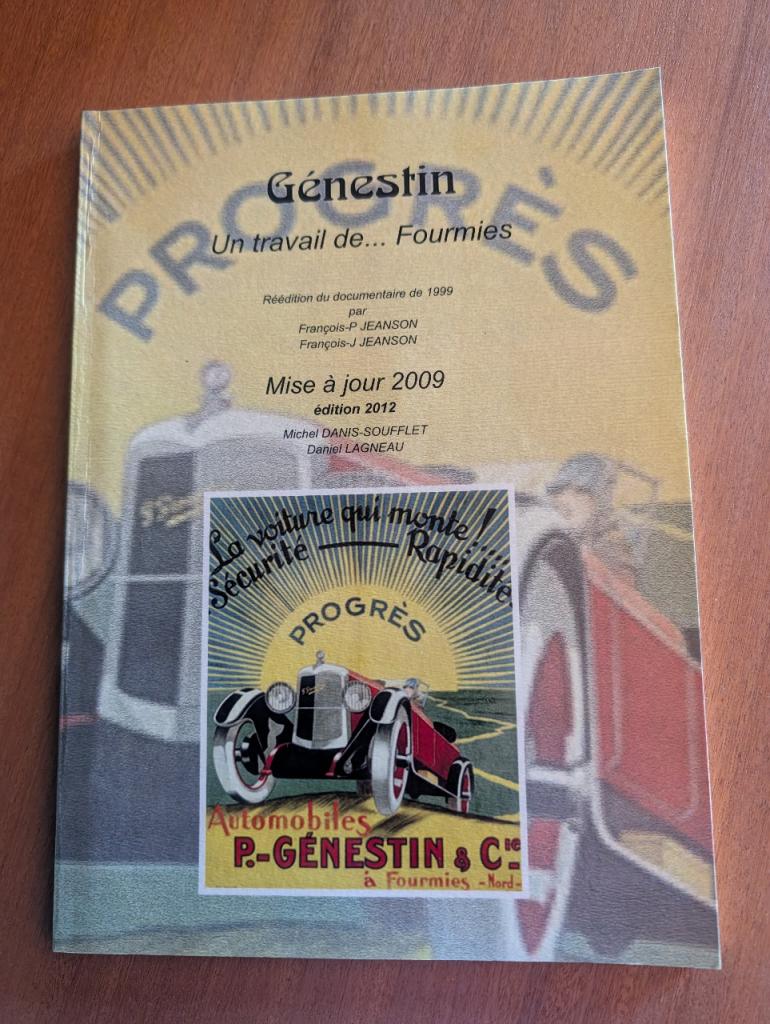 PROGRÈS
Génestin
Un travail de... Fourmies
Réédition du documentaire de 1999
par
François-P JEANSON
François-J JEANSON
Mise à jour 2009
édition 2012
Michel DANIS-SOUFFLET
Daniel LAGNEAU
La voiture qui monte !
Sécurité — Rapidité
PROGRÈS
Automobiles
P.-GÉNESTIN & Cie
à Fourmies -Nord-